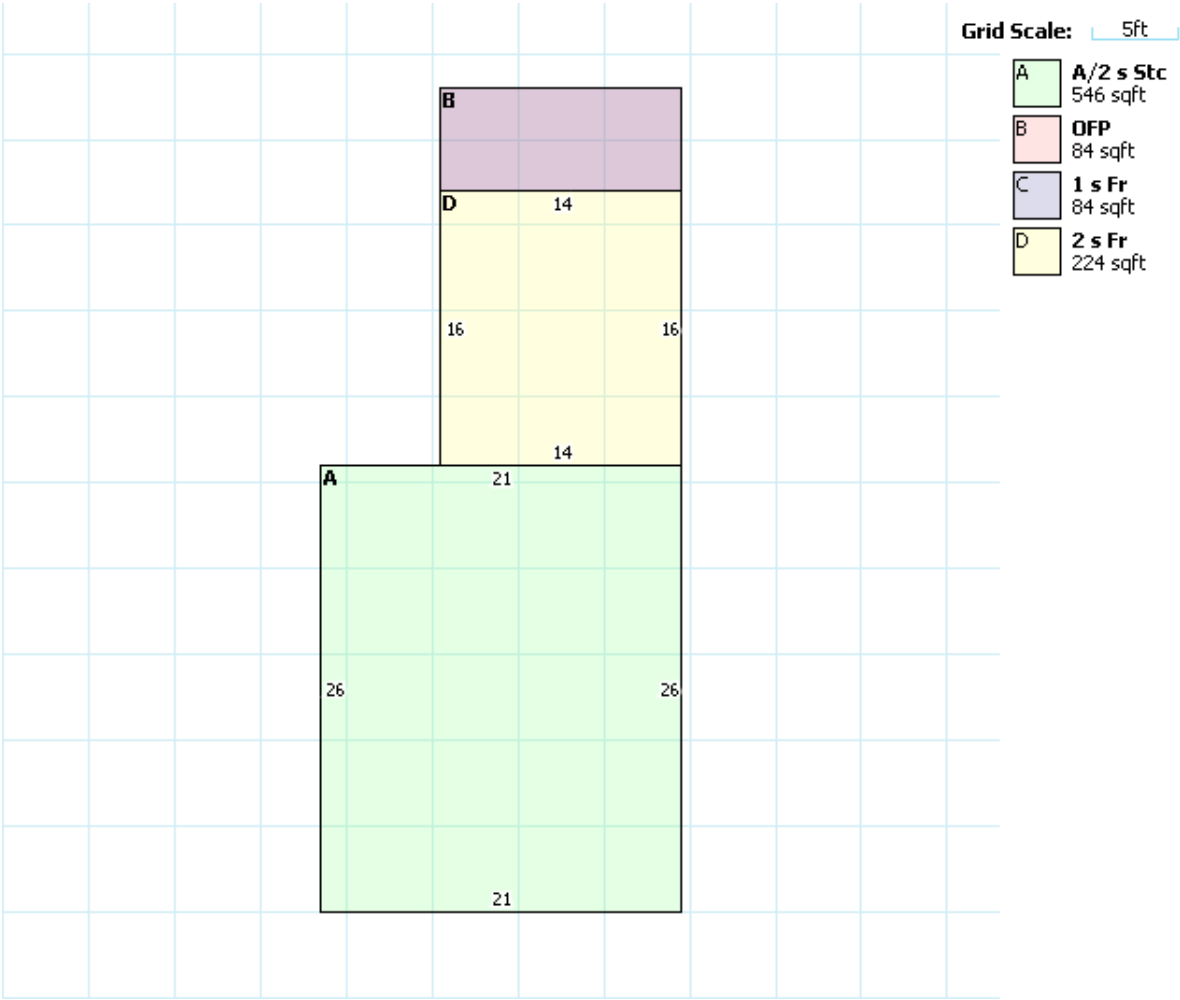 Grid Scale: 5ft
A A/2 s Stc
546 sqft
B OFP
84 sqft
C 1 s Fr
84 sqft
D 2 s Fr
224 sqft
B
D 14
16 16
14
A 21
26 26
21